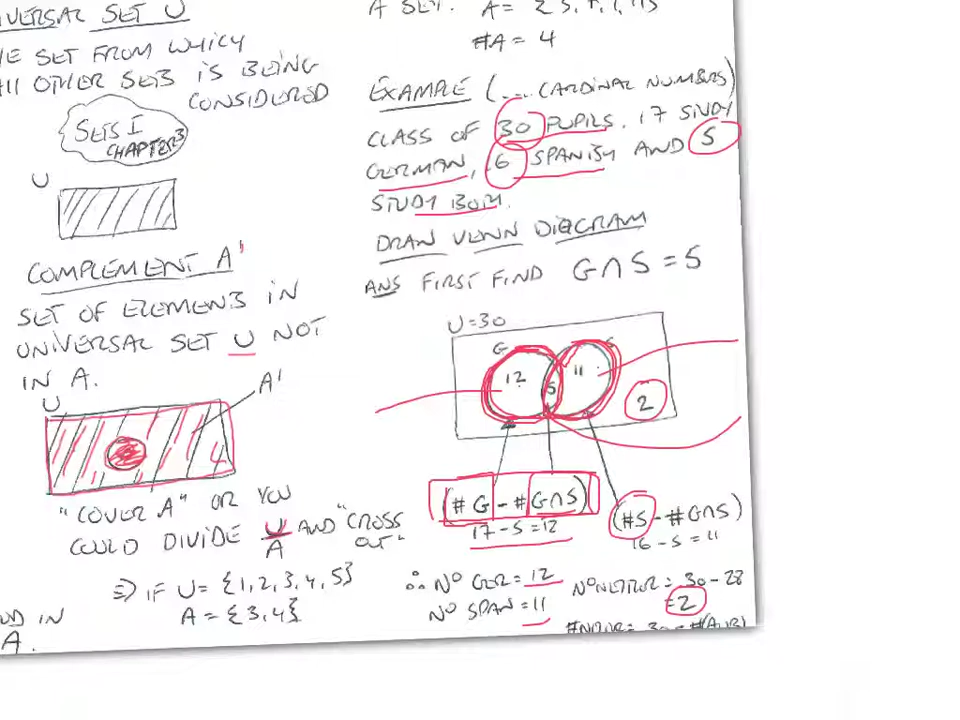 IVERSAL SET U
E SET FROM WHICH
ALL OTHER SETS IS BEING
CONSIDERED
SETS I
CHAPTER 3
U
COMPLEMENT A'
SET OF ELEMENTS IN
UNIVERSAL SET U NOT
IN A.
U
A'
"COVER A" OR YOU
COULD DIVIDE U/A AND "CROSS
OUT"
⇒ IF U = {1,2,3,4,5}
A = {3,4}
D IN
A.
A SET.
#A = 4
EXAMPLE (... CARDINAL NUMBERS)
CLASS OF 30 PUPILS. 17 STUDY
GERMAN, 16 SPANISH AND 5
STUDY BOTH.
DRAW VENN DIAGRAM
ANS FIRST FIND G∩S = 5
U=30
G S
12 5 11
2
(#G - #G∩S)
17-5=12
(#S - #G∩S)
16-5=11
∴ Nº GER = 12
Nº SPAN = 11
Nº NEITHER = 30-28
=2